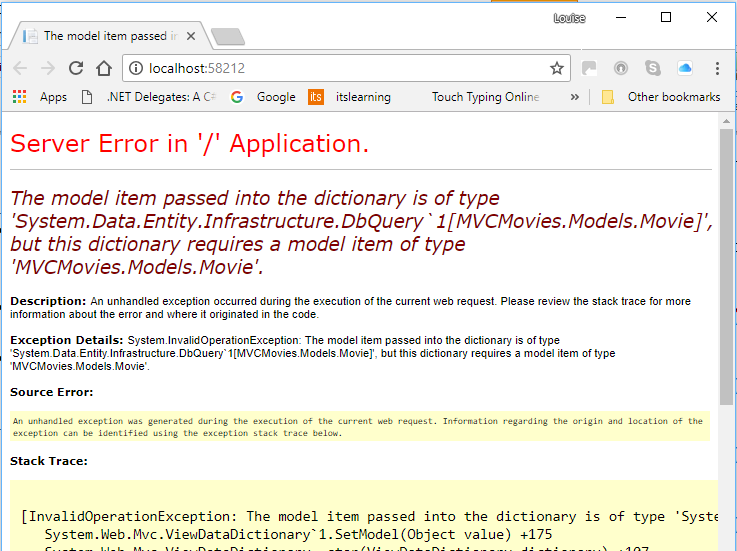 Louise
The model item passed in
localhost:58212
Apps .NET Delegates: A C# Google its itslearning Touch Typing Online » Other bookmarks
Server Error in '/' Application.
The model item passed into the dictionary is of type
'System.Data.Entity.Infrastructure.DbQuery`1[MVCMovies.Models.Movie]',
but this dictionary requires a model item of type
'MVCMovies.Models.Movie'.
Description: An unhandled exception occurred during the execution of the current web request. Please review the stack trace for more
information about the error and where it originated in the code.
Exception Details: System.InvalidOperationException: The model item passed into the dictionary is of type
'System.Data.Entity.Infrastructure.DbQuery`1[MVCMovies.Models.Movie]', but this dictionary requires a model item of type
'MVCMovies.Models.Movie'.
Source Error:
An unhandled exception was generated during the execution of the current web request. Information regarding the origin and location of the
exception can be identified using the exception stack trace below.
Stack Trace:
[InvalidOperationException: The model item passed into the dictionary is of type 'Syste
System.Web.Mvc.ViewDataDictionary`1.SetModel(Object value) +175